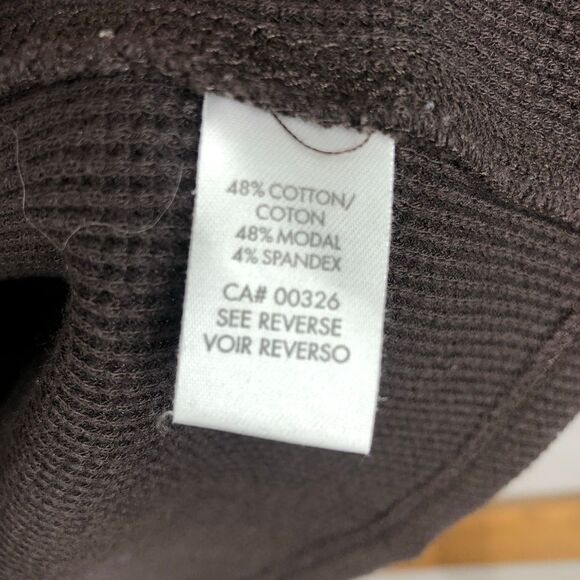 48% COTTON/
COTON
48% MODAL
4% SPANDEX
CA# 00326
SEE REVERSE
VOIR REVERSO